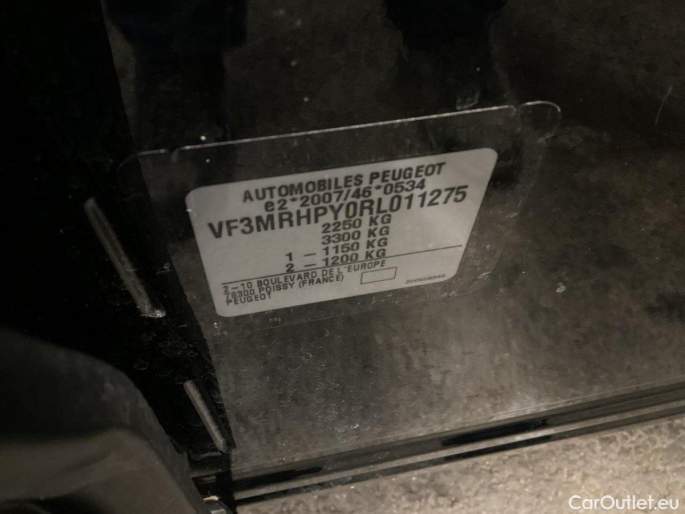 AUTOMOBILES PEUGEOT
e2*2007/46*0534
VF3MRHPY0RL011275
2250 KG
3300 KG
1 - 1150 KG
2 - 1200 KG
2-10 BOULEVARD DE L'EUROPE
78300 POISSY (FRANCE)
PEUGEOT
CarOutlet.eu